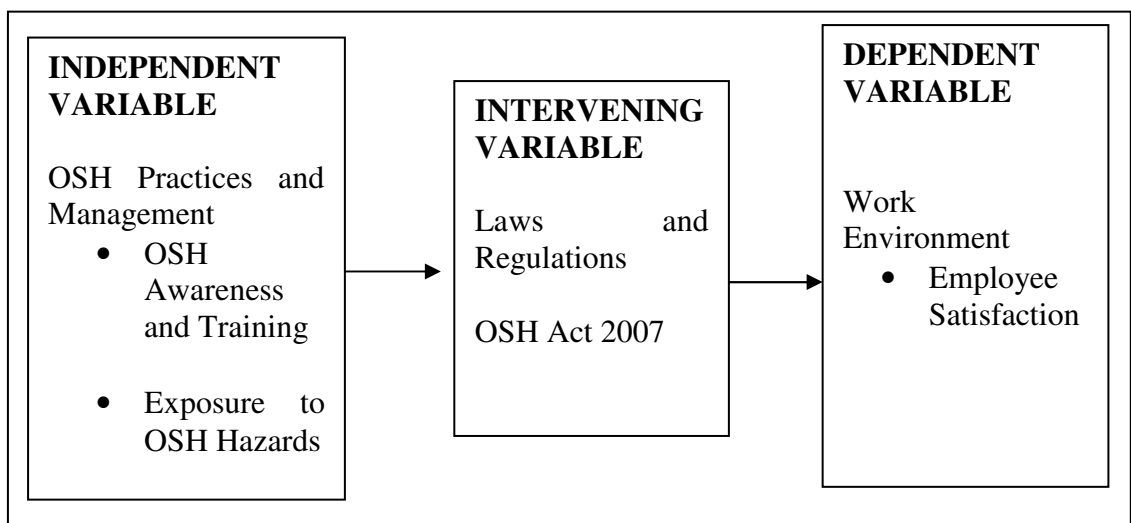 INDEPENDENT
VARIABLE
OSH Practices and
Management
• OSH
Awareness
and Training
• Exposure to
OSH Hazards
INTERVENING
VARIABLE
Laws and
Regulations
OSH Act 2007
DEPENDENT
VARIABLE
Work
Environment
• Employee
Satisfaction